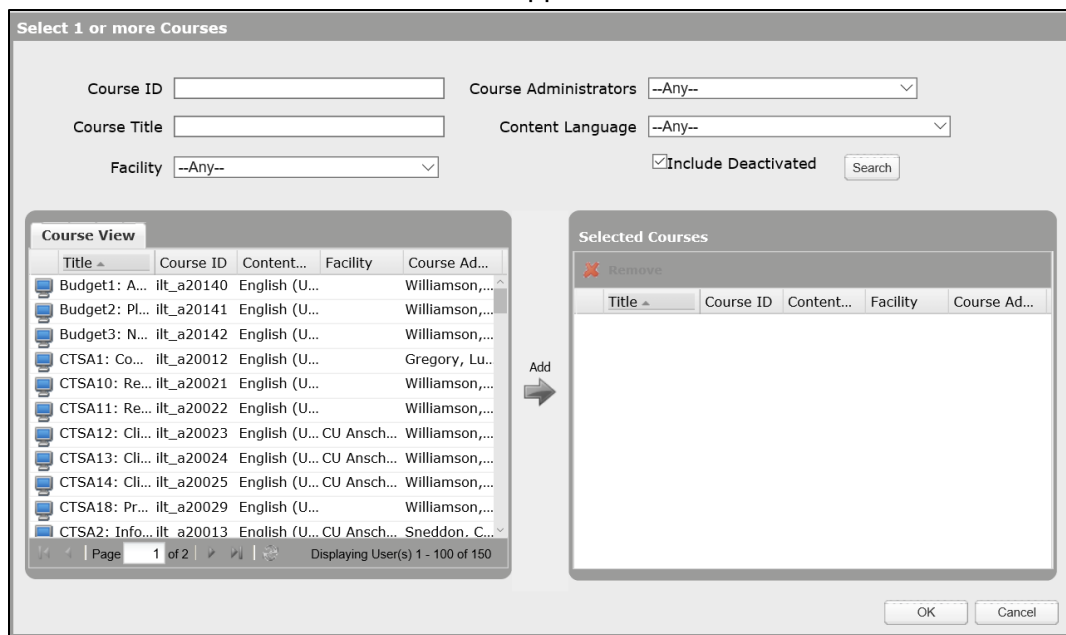 Select 1 or more Courses
Course ID Course Administrators --Any--
Course Title Content Language --Any--
Facility --Any-- Include Deactivated Search
Course View
Title Course ID Content... Facility Course Ad...
Budget1: A... ilt_a20140 English (U... Williamson,...
Budget2: Pl... ilt_a20141 English (U... Williamson,...
Budget3: N... ilt_a20142 English (U... Williamson,...
CTSA1: Co... ilt_a20012 English (U... Gregory, Lu...
CTSA10: Re... ilt_a20021 English (U... Williamson,...
CTSA11: Re... ilt_a20022 English (U... Williamson,...
CTSA12: Cli... ilt_a20023 English (U... CU Ansch... Williamson,...
CTSA13: Cli... ilt_a20024 English (U... CU Ansch... Williamson,...
CTSA14: Cli... ilt_a20025 English (U... CU Ansch... Williamson,...
CTSA18: Pr... ilt_a20029 English (U... Williamson,...
CTSA2: Info... ilt_a20013 English (U... CU Ansch... Sneddon, C...
Page 1 of 2 Displaying User(s) 1 - 100 of 150
Add
Selected Courses
Remove
Title Course ID Content... Facility Course Ad...
OK Cancel